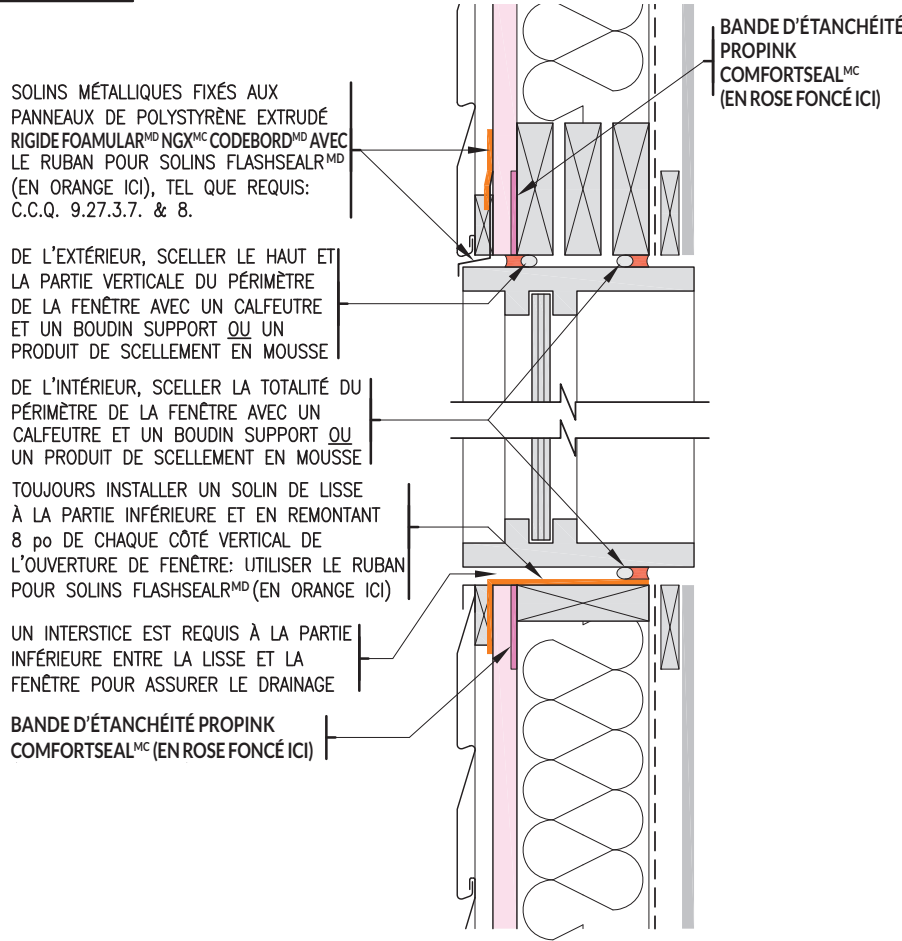 BANDE D'ÉTANCHÉITÉ
PROPINK
COMFORTSEALᴹᶜ
(EN ROSE FONCÉ ICI)
SOLINS MÉTALLIQUES FIXÉS AUX
PANNEAUX DE POLYSTYRÈNE EXTRUDÉ
RIGIDE FOAMULARᴹᴰ NGXᴹᶜ CODEBORDᴹᴰ AVEC
LE RUBAN POUR SOLINS FLASHSEALRᴹᴰ
(EN ORANGE ICI), TEL QUE REQUIS:
C.C.Q. 9.27.3.7. & 8.
DE L'EXTÉRIEUR, SCELLER LE HAUT ET
LA PARTIE VERTICALE DU PÉRIMÈTRE
DE LA FENÊTRE AVEC UN CALFEUTRE
ET UN BOUDIN SUPPORT OU UN
PRODUIT DE SCELLEMENT EN MOUSSE
DE L'INTÉRIEUR, SCELLER LA TOTALITÉ DU
PÉRIMÈTRE DE LA FENÊTRE AVEC UN
CALFEUTRE ET UN BOUDIN SUPPORT OU
UN PRODUIT DE SCELLEMENT EN MOUSSE
TOUJOURS INSTALLER UN SOLIN DE LISSE
À LA PARTIE INFÉRIEURE ET EN REMONTANT
8 po DE CHAQUE CÔTÉ VERTICAL DE
L'OUVERTURE DE FENÊTRE: UTILISER LE RUBAN
POUR SOLINS FLASHSEALRᴹᴰ (EN ORANGE ICI)
UN INTERSTICE EST REQUIS À LA PARTIE
INFÉRIEURE ENTRE LA LISSE ET LA
FENÊTRE POUR ASSURER LE DRAINAGE
BANDE D'ÉTANCHÉITÉ PROPINK
COMFORTSEALᴹᶜ (EN ROSE FONCÉ ICI)